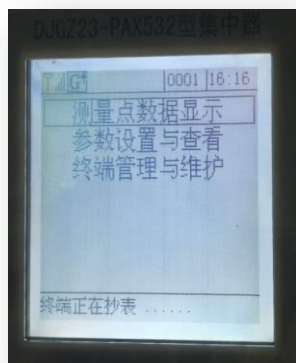 DJGZ23-PAX532型集中器
G 0001 16:16
测量点数据显示
参数设置与查看
终端管理与维护
终端正在抄表 ......